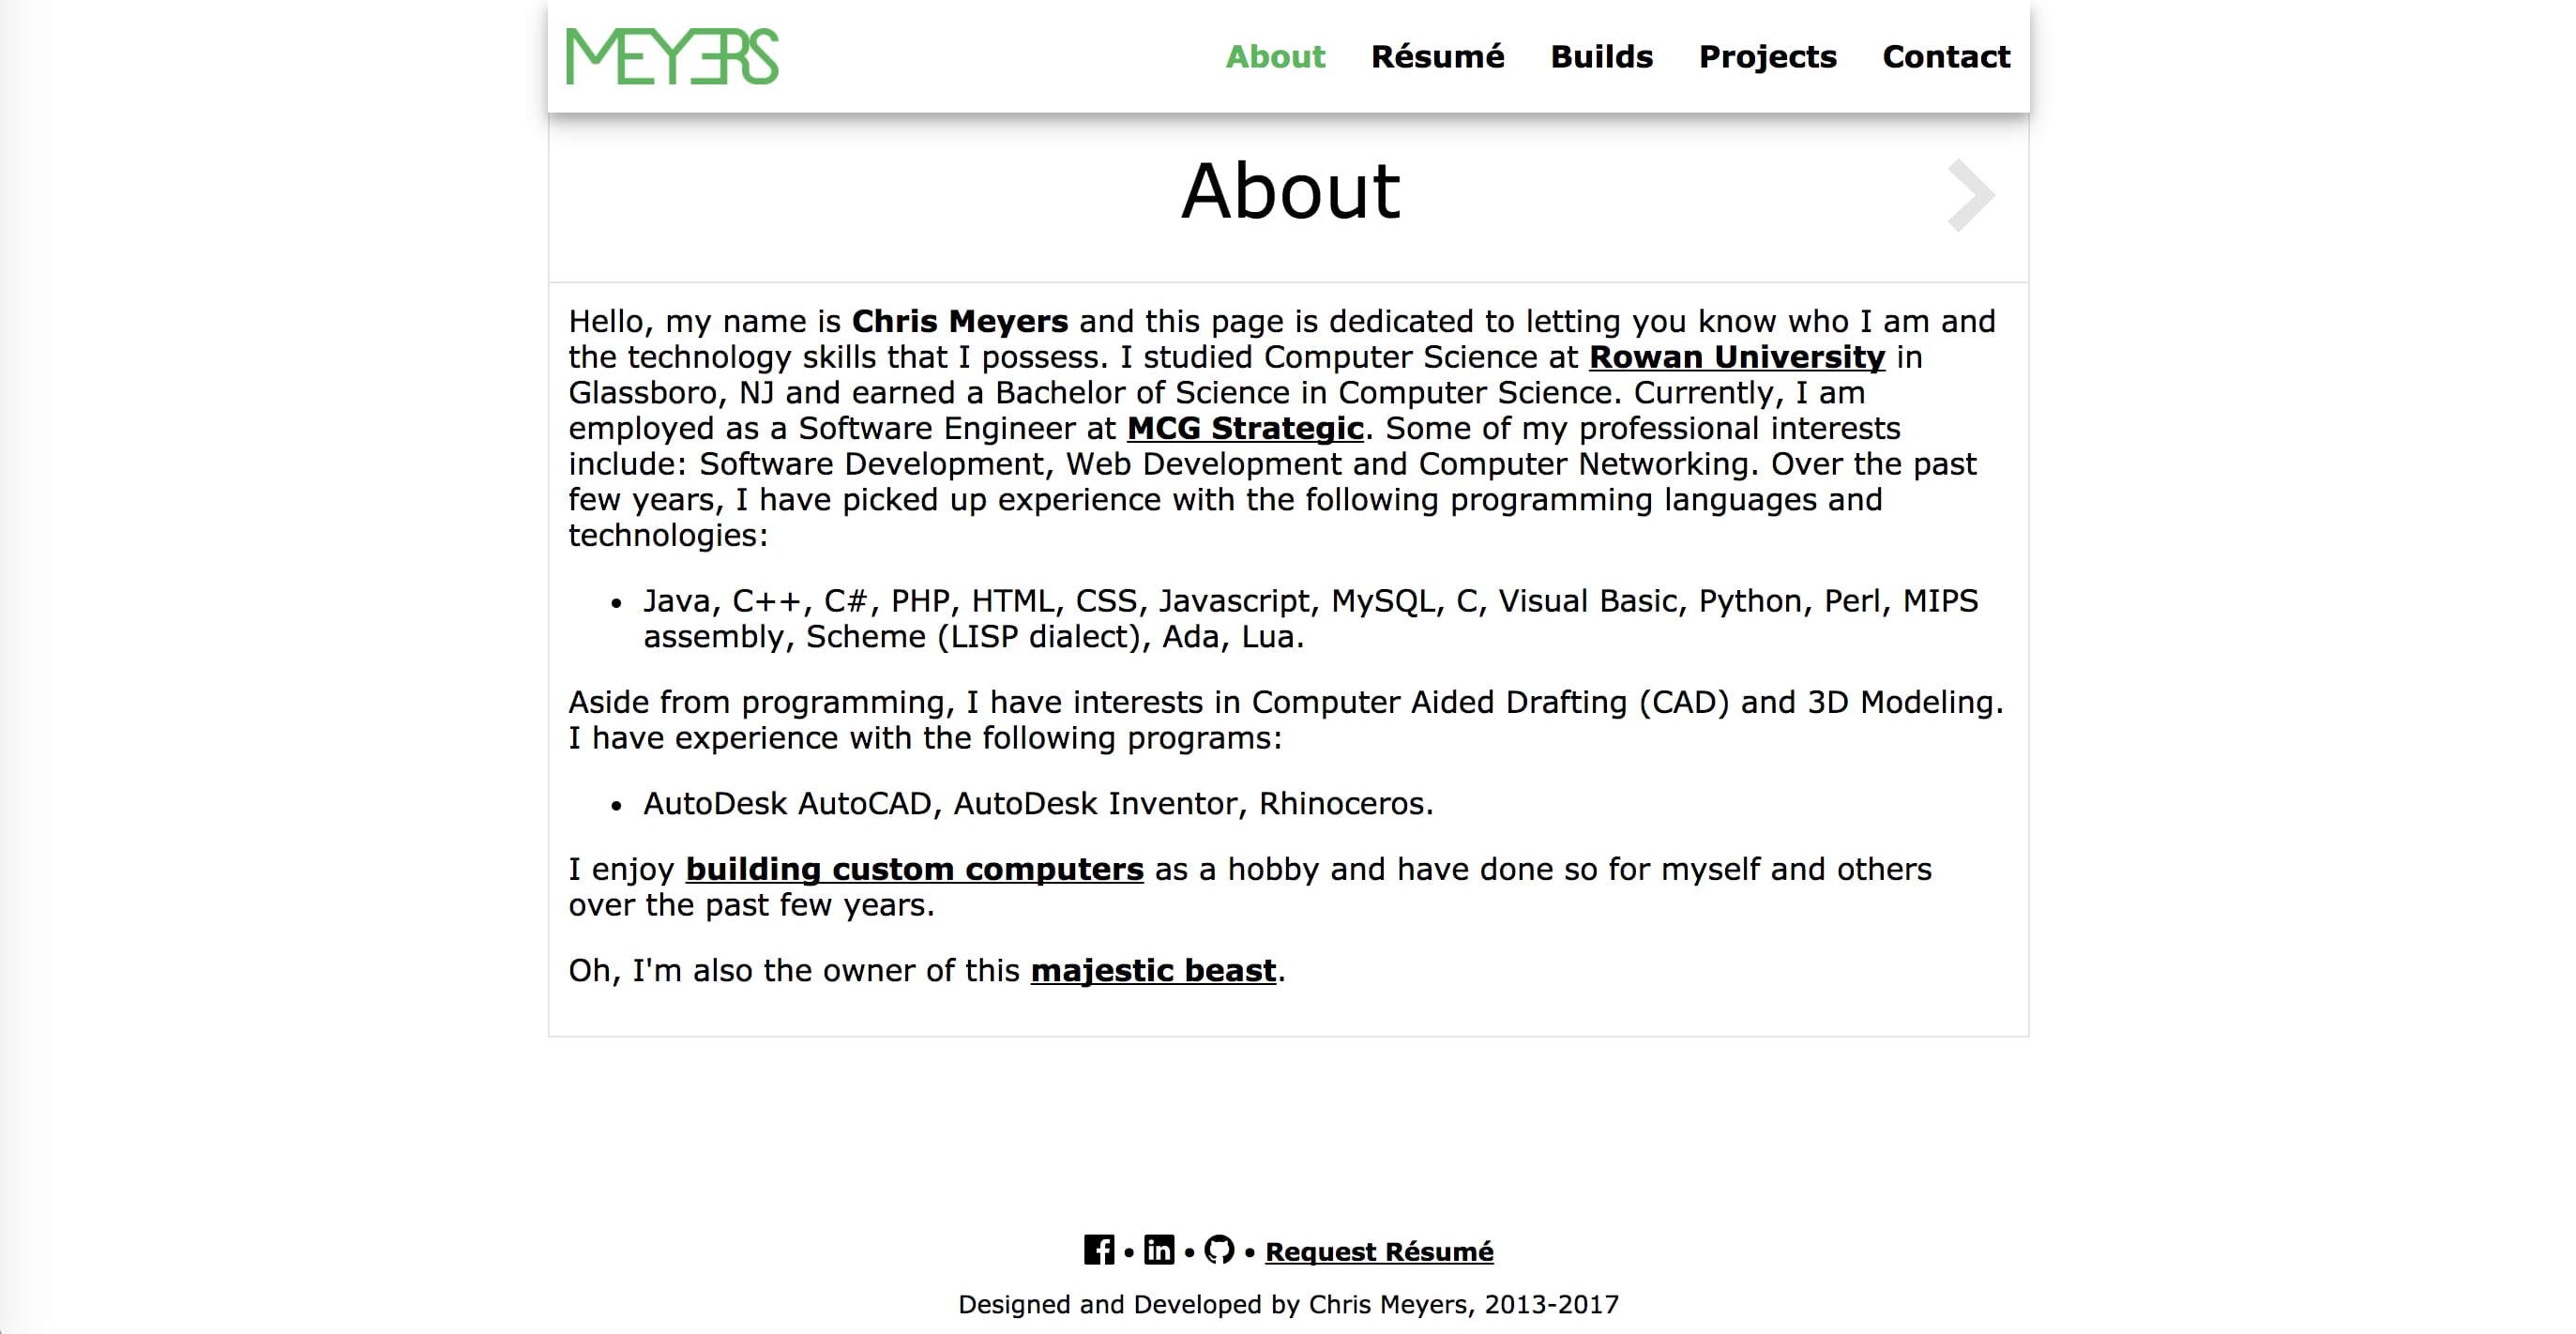 MEYERS
About Résumé Builds Projects Contact
About
Hello, my name is Chris Meyers and this page is dedicated to letting you know who I am and
the technology skills that I possess. I studied Computer Science at Rowan University in
Glassboro, NJ and earned a Bachelor of Science in Computer Science. Currently, I am
employed as a Software Engineer at MCG Strategic. Some of my professional interests
include: Software Development, Web Development and Computer Networking. Over the past
few years, I have picked up experience with the following programming languages and
technologies:
• Java, C++, C#, PHP, HTML, CSS, Javascript, MySQL, C, Visual Basic, Python, Perl, MIPS
assembly, Scheme (LISP dialect), Ada, Lua.
Aside from programming, I have interests in Computer Aided Drafting (CAD) and 3D Modeling.
I have experience with the following programs:
• AutoDesk AutoCAD, AutoDesk Inventor, Rhinoceros.
I enjoy building custom computers as a hobby and have done so for myself and others
over the past few years.
Oh, I'm also the owner of this majestic beast.
• in • • Request Résumé
Designed and Developed by Chris Meyers, 2013-2017